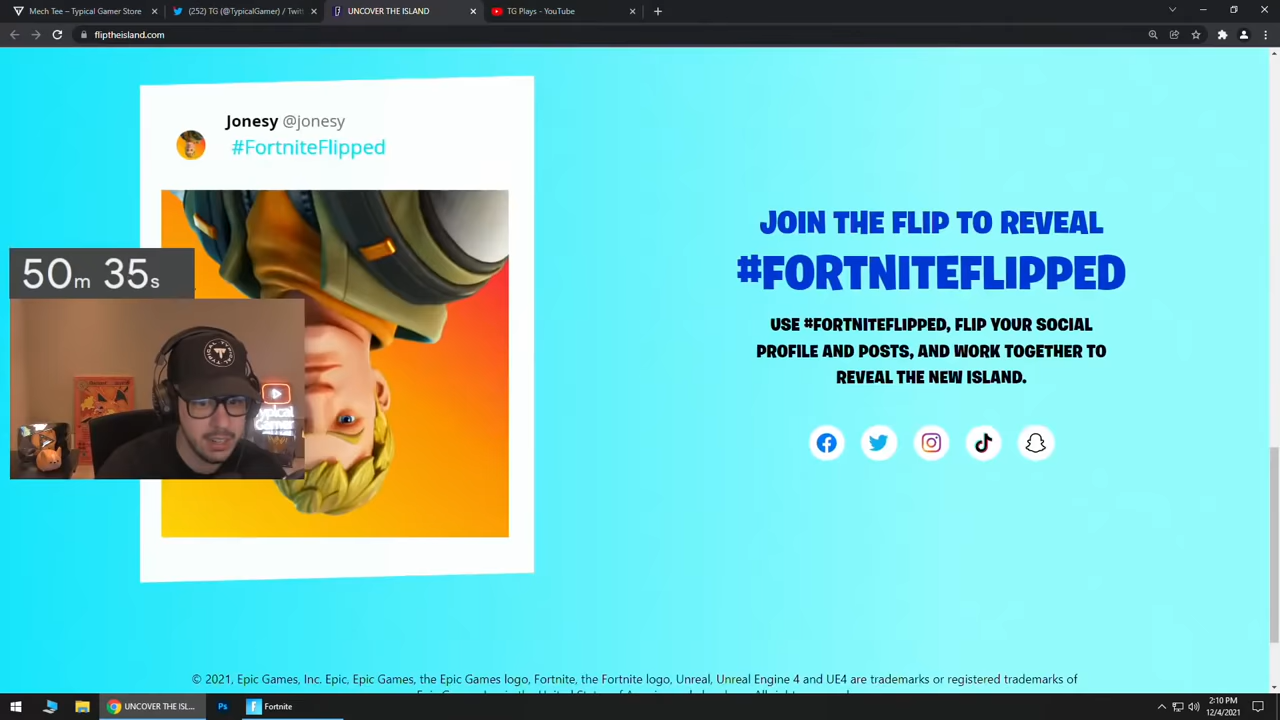 Mech Tee – Typical Gamer Store
(252) TG (@TypicalGamer) / Twitt
UNCOVER THE ISLAND
TG Plays - YouTube
fliptheisland.com
Jonesy @jonesy
#FortniteFlipped
JOIN THE FLIP TO REVEAL
#FORTNITEFLIPPED
USE #FORTNITEFLIPPED, FLIP YOUR SOCIAL
PROFILE AND POSTS, AND WORK TOGETHER TO
REVEAL THE NEW ISLAND.
50m 35s
© 2021, Epic Games, Inc. Epic, Epic Games, the Epic Games logo, Fortnite, the Fortnite logo, Unreal, Unreal Engine 4 and UE4 are trademarks or registered trademarks of
UNCOVER THE ISL...
Ps
Fortnite
2:10 PM
12/4/2021